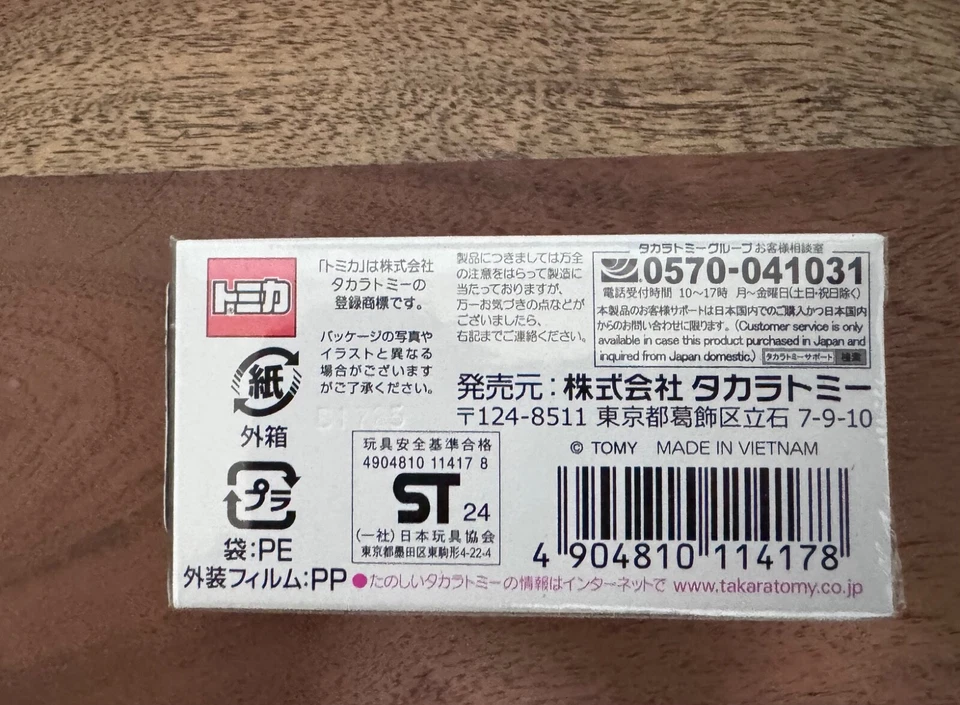 トミカ®
「トミカ」は株式会社
タカラトミーの
登録商標です。
パッケージの写真や
イラストと異なる
場合がございます
がご了承ください。
製品につきましては万全
の注意をはらって製造に
当たっておりますが、
万一お気づきの点などが
ございましたら、
右記までご連絡ください。
タカラトミーグループお客様相談室
0570-041031
電話受付時間 10〜17時 月〜金曜日(土日・祝日除く)
本製品のお客様サポートは日本国内でのご購入かつ日本国内
からのお問い合わせに限ります。(Customer service is only
available in case this product purchased in Japan and
inquired from Japan domestic.) タカラトミーサポート 検索
発売元:株式会社 タカラトミー
〒124-8511 東京都葛飾区立石 7-9-10
© TOMY MADE IN VIETNAM
紙
外箱
プラ
袋:PE
外装フィルム:PP
玩具安全基準合格
4904810 11417 8
ST 24
(一社)日本玩具協会
東京都墨田区東駒形4-22-4
4 904810 114178
●たのしいタカラトミーの情報はインターネットで www.takaratomy.co.jp